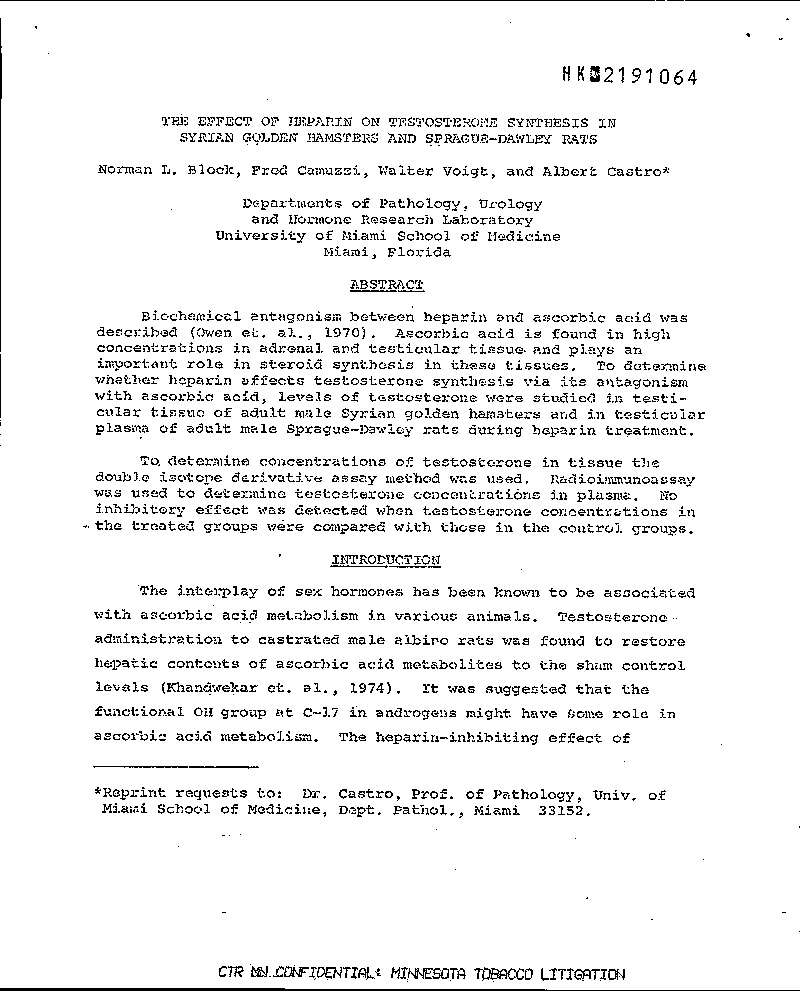 HK 2191064
THE EFFECT OF HEPARIN ON TESTOSTERONE SYNTHESIS IN
SYRIAN GOLDEN HAMSTERS AND SPRAGUE-DAWLEY RATS
Norman L. Block, Fred Camuzzi, Walter Voigt, and Albert Castro*
Departments of Pathology, Urology
and Hormone Research Laboratory
University of Miami School of Medicine
Miami, Florida
ABSTRACT
Biochemical antagonism between heparin and ascorbic acid was
described (Owen et. al., 1970). Ascorbic acid is found in high
concentrations in adrenal and testicular tissue and plays an
important role in steroid synthesis in these tissues. To determine
whether heparin affects testosterone synthesis via its antagonism
with ascorbic acid, levels of testosterone were studied in testi-
cular tissue of adult male Syrian golden hamsters and in testicular
plasma of adult male Sprague-Dawley rats during heparin treatment.
To determine concentrations of testosterone in tissue the
double isotope derivative assay method was used. Radioimmunoassay
was used to determine testosterone concentrations in plasma. No
inhibitory effect was detected when testosterone concentrations in
the treated groups were compared with those in the control groups.
INTRODUCTION
The interplay of sex hormones has been known to be associated
with ascorbic acid metabolism in various animals. Testosterone
administration to castrated male albino rats was found to restore
hepatic contents of ascorbic acid metabolites to the sham control
levels (Khandwekar et. al., 1974). It was suggested that the
functional OH group at C-17 in androgens might have some role in
ascorbic acid metabolism. The heparin-inhibiting effect of
*Reprint requests to: Dr. Castro, Prof. of Pathology, Univ. of
Miami School of Medicine, Dept. Pathol., Miami 33152.
CTR MN CONFIDENTIAL: MINNESOTA TOBACCO LITIGATION